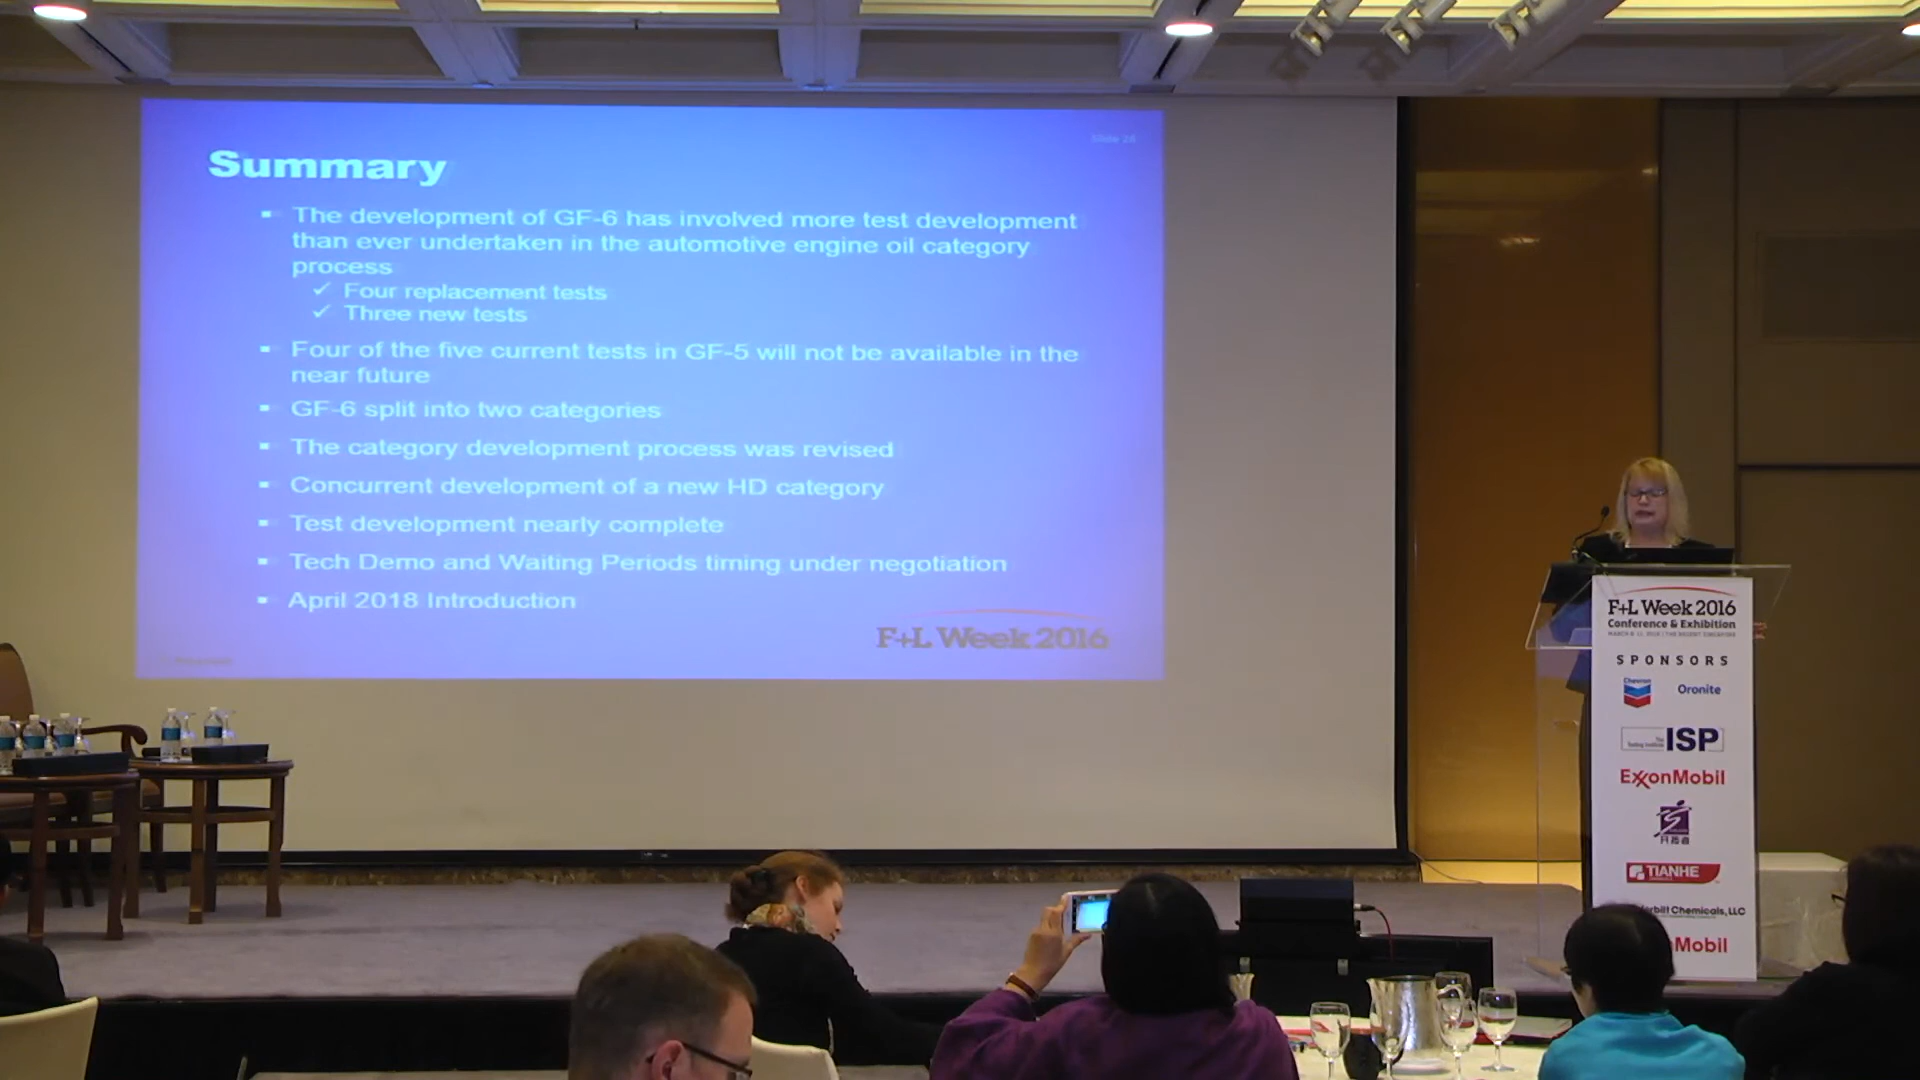 Slide 28
Summary
The development of GF-6 has involved more test development
than ever undertaken in the automotive engine oil category
process
✓ Four replacement tests
✓ Three new tests
Four of the five current tests in GF-5 will not be available in the
near future
GF-6 split into two categories
The category development process was revised
Concurrent development of a new HD category
Test development nearly complete
Tech Demo and Waiting Periods timing under negotiation
April 2018 Introduction
F+L Week 2016
F+L Week 2016
Conference & Exhibition
SPONSORS
Chevron
Oronite
ISP
ExxonMobil
TIANHE
Chemicals, LLC
Mobil